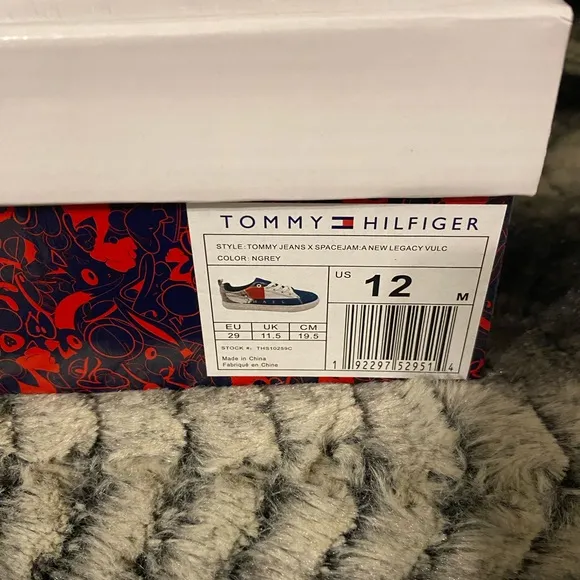 TOMMY HILFIGER
STYLE: TOMMY JEANS X SPACEJAM: A NEW LEGACY VULC
COLOR : NGREY
US 12 M
EU UK CM
29 11.5 19.5
STOCK #: THS10259C
Made in China
Fabriqué en Chine
1 92297 52951 4